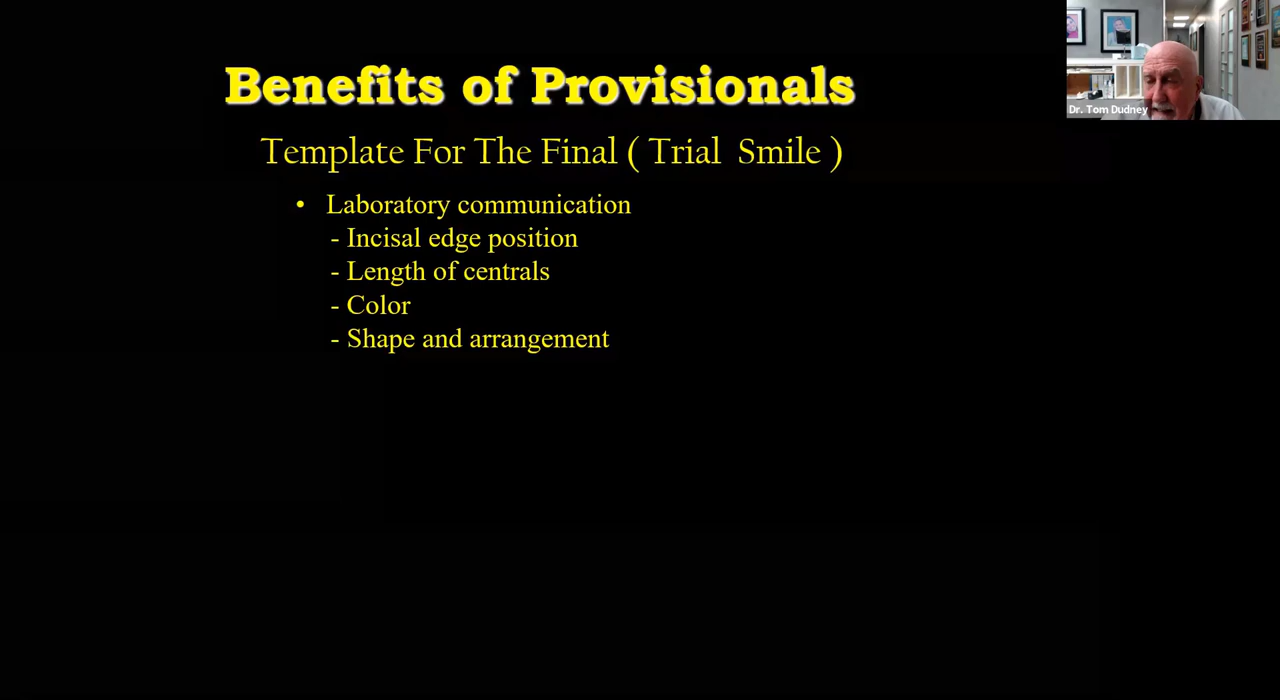 Benefits of Provisionals
Template For The Final ( Trial Smile )
• Laboratory communication
- Incisal edge position
- Length of centrals
- Color
- Shape and arrangement
Dr. Tom Dudney